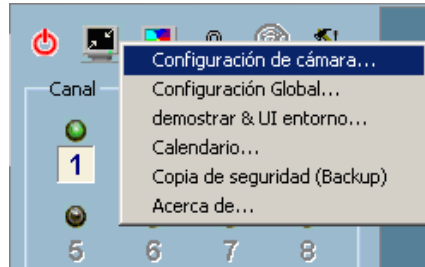 Configuración de cámara...
Canal
Configuración Global...
demostrar & UI entorno...
Calendario...
1
Copia de seguridad (Backup)
Acerca de...
5 6 7 8